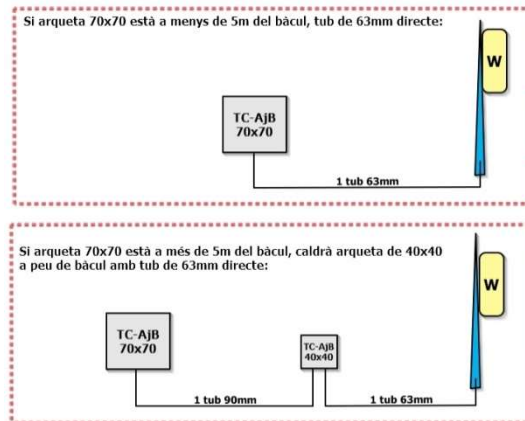 Si arqueta 70x70 està a menys de 5m del bàcul, tub de 63mm directe:
W
TC-AjB
70x70
1 tub 63mm
Si arqueta 70x70 està a més de 5m del bàcul, caldrà arqueta de 40x40
a peu de bàcul amb tub de 63mm directe:
W
TC-AjB
70x70
TC-AjB
40x40
1 tub 90mm
1 tub 63mm